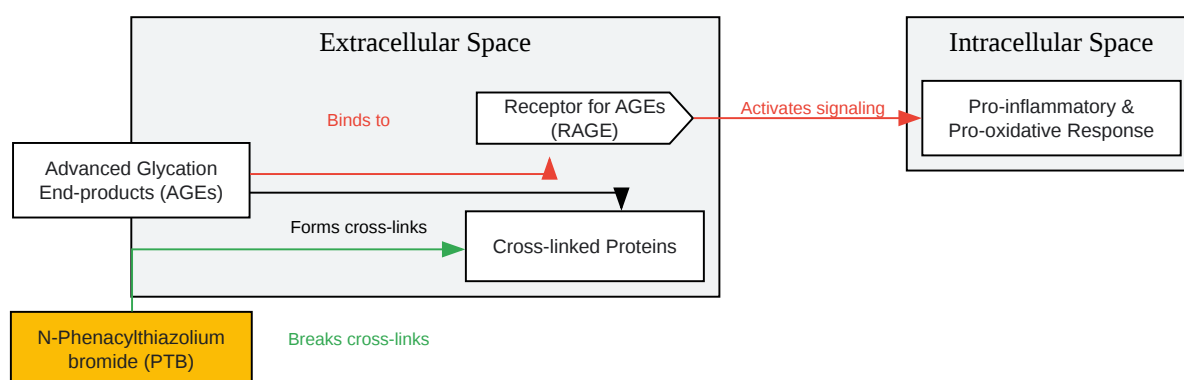 Extracellular Space
Intracellular Space
Receptor for AGEs
(RAGE)
Binds to
Activates signaling
Pro-inflammatory &
Pro-oxidative Response
Advanced Glycation
End-products (AGEs)
Forms cross-links
Cross-linked Proteins
N-Phenacylthiazolium
bromide (PTB)
Breaks cross-links